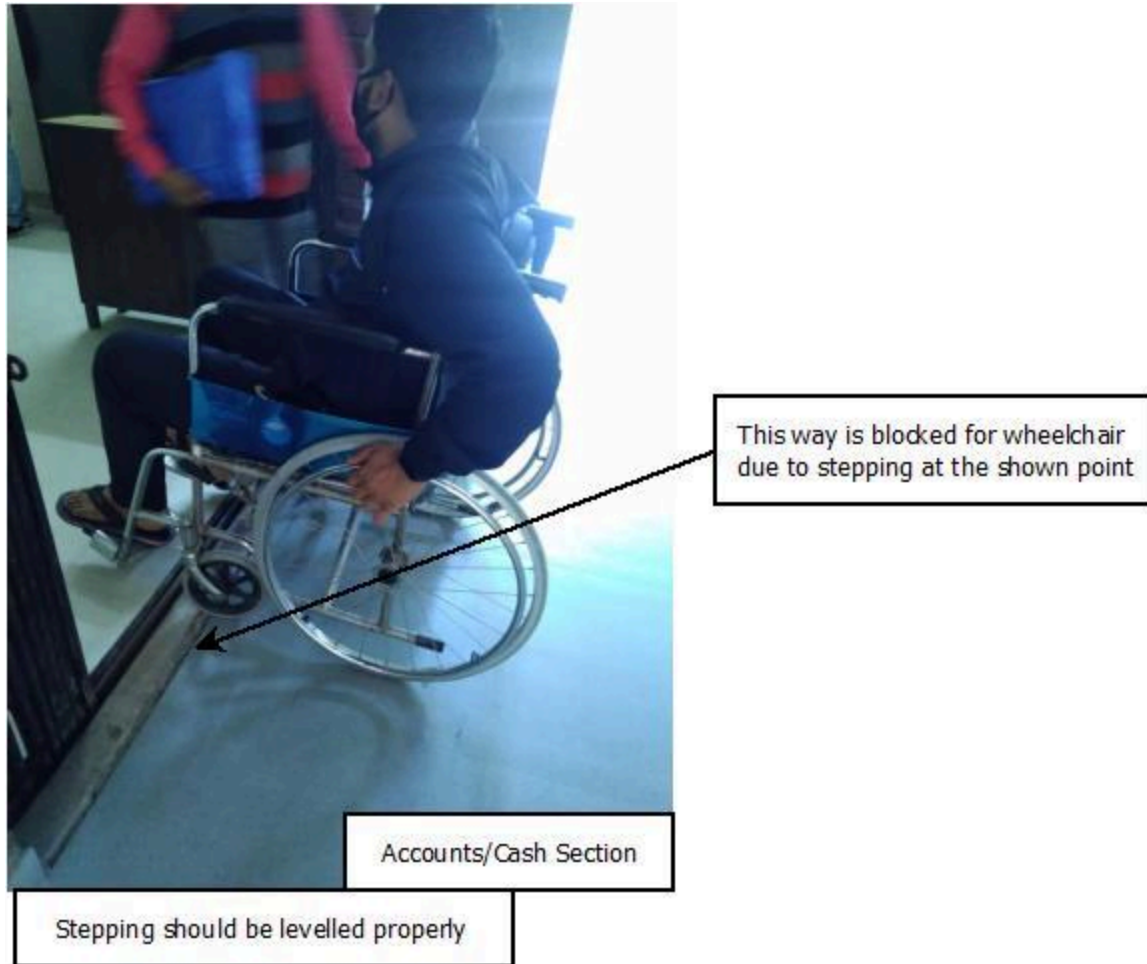 This way is blocked for wheelchair
due to stepping at the shown point
Accounts/Cash Section
Stepping should be levelled properly